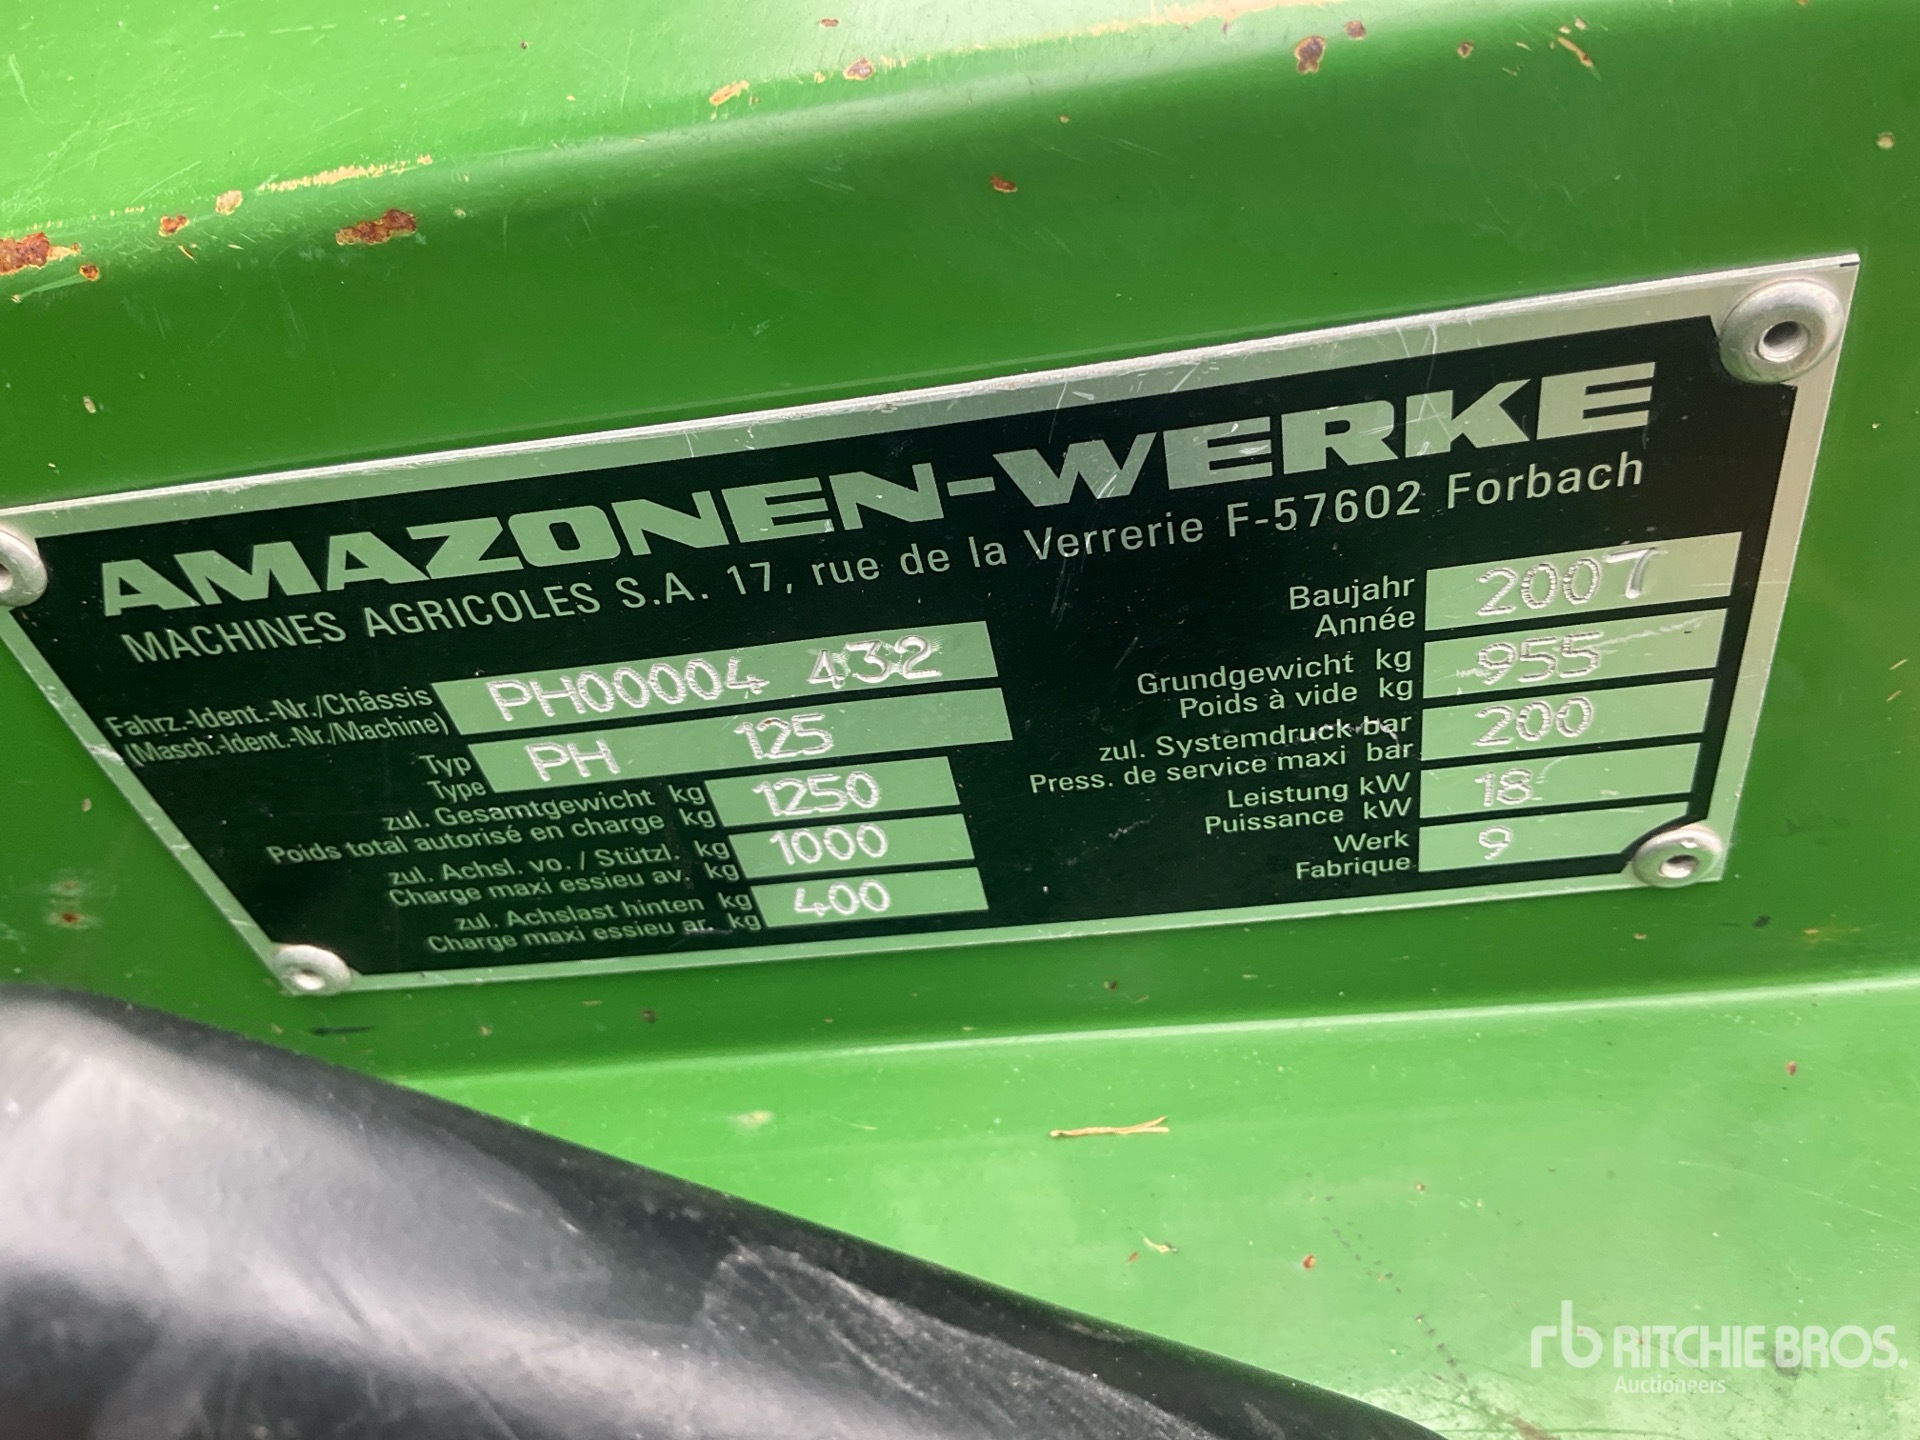 AMAZONEN-WERKE
MACHINES AGRICOLES S.A. 17, rue de la Verrerie F-57602 Forbach
Fahrz.-Ident.-Nr./Châssis
(Masch.-Ident.-Nr./Machine)
PH00004 432
Typ
Type
PH 125
zul. Gesamtgewicht kg
Poids total autorisé en charge kg
1250
zul. Achsl. vo. / Stützl. kg
Charge maxi essieu av. kg
1000
zul. Achslast hinten kg
Charge maxi essieu ar. kg
400
Baujahr
Année
2007
Grundgewicht kg
Poids à vide kg
955
zul. Systemdruck bar
Press. de service maxi bar
200
Leistung kW
Puissance kW
18
Werk
Fabrique
9
rb RITCHIE BROS.
Auctioneers